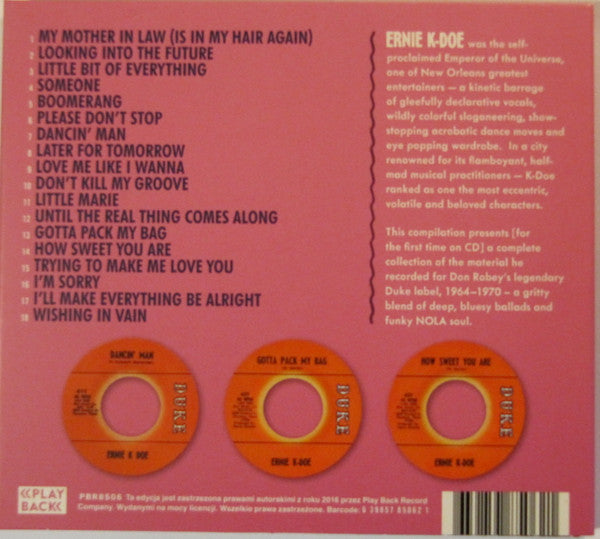 1 MY MOTHER IN LAW (IS IN MY HAIR AGAIN)
2 LOOKING INTO THE FUTURE
3 LITTLE BIT OF EVERYTHING
4 SOMEONE
5 BOOMERANG
6 PLEASE DON'T STOP
7 DANCIN' MAN
8 LATER FOR TOMORROW
9 LOVE ME LIKE I WANNA
10 DON'T KILL MY GROOVE
11 LITTLE MARIE
12 UNTIL THE REAL THING COMES ALONG
13 GOTTA PACK MY BAG
14 HOW SWEET YOU ARE
15 TRYING TO MAKE ME LOVE YOU
16 I'M SORRY
17 I'LL MAKE EVERYTHING BE ALRIGHT
18 WISHING IN VAIN
ERNIE K-DOE was the self-
proclaimed Emperor of the Universe,
one of New Orleans greatest
entertainers — a kinetic barrage
of gleefully declarative vocals,
wildly colorful sloganeering, show-
stopping acrobatic dance moves and
eye popping wardrobe. In a city
renowned for its flamboyant, half-
mad musical practitioners — K-Doe
ranked as one the most eccentric,
volatile and beloved characters.
This compilation presents [for
the first time on CD] a complete
collection of the material he
recorded for Don Robey's legendary
Duke label, 1964–1970 – a gritty
blend of deep, bluesy ballads and
funky NOLA soul.
DANCIN' MAN
DUKE
ERNIE K DOE
GOTTA PACK MY BAG
DUKE
ERNIE K-DOE
HOW SWEET YOU ARE
DUKE
ERNIE K-DOE
PLAY
BACK
PBR8506 Ta edycja jest zastrzeżona prawami autorskimi z roku 2016 przez Play Back Record
Company. Wydanymi na mocy licencji. Wszelkie prawa zastrzeżone. Barcode: 0 39857 85062 1